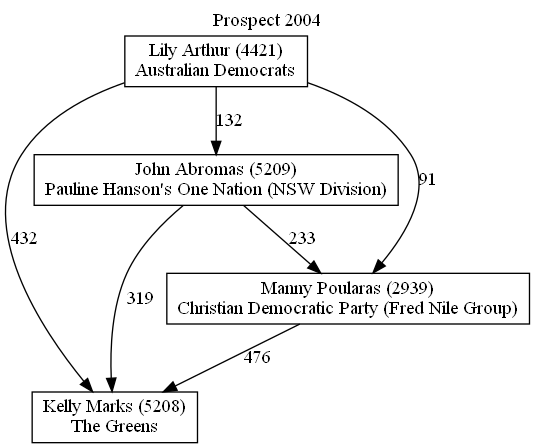 Prospect 2004
Lily Arthur (4421)
Australian Democrats
132
91
John Abromas (5209)
Pauline Hanson's One Nation (NSW Division)
432
233
319
Manny Poularas (2939)
Christian Democratic Party (Fred Nile Group)
476
Kelly Marks (5208)
The Greens